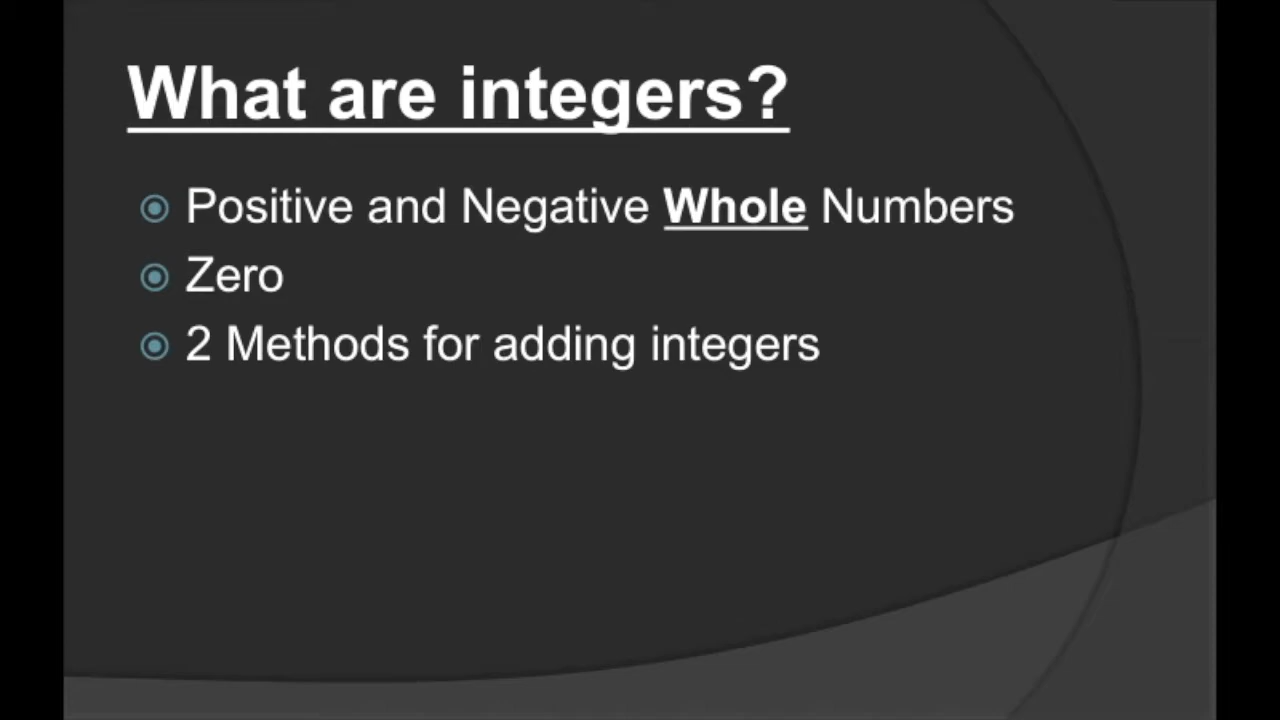 What are integers?
Positive and Negative Whole Numbers
Zero
2 Methods for adding integers